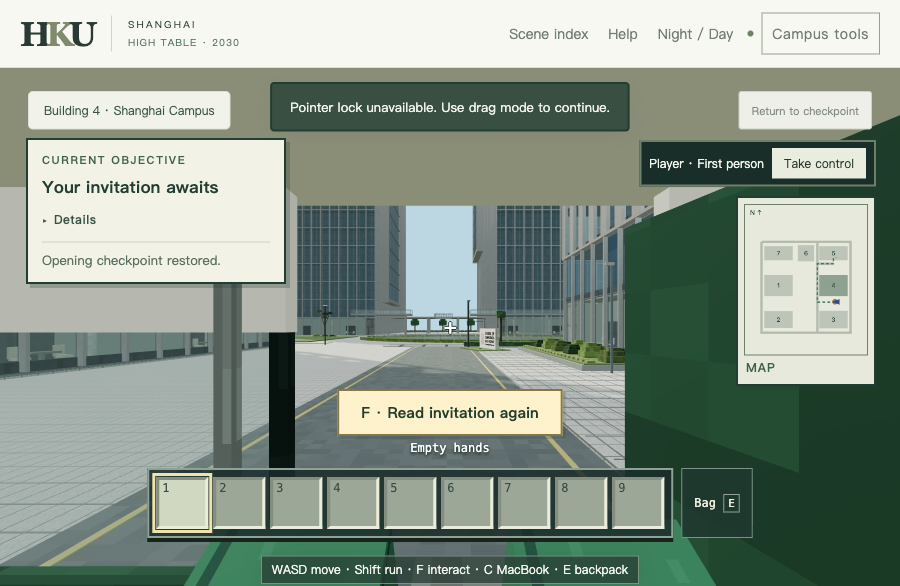 HKU
SHANGHAI
HIGH TABLE · 2030
Scene index
Help
Night / Day
Campus tools
Building 4 · Shanghai Campus
Pointer lock unavailable. Use drag mode to continue.
Return to checkpoint
CURRENT OBJECTIVE
Your invitation awaits
▸ Details
Opening checkpoint restored.
Player · First person
Take control
N ↑
7
6
5
1
4
2
3
MAP
F · Read invitation again
Empty hands
1
2
3
4
5
6
7
8
9
Bag E
WASD move · Shift run · F interact · C MacBook · E backpack